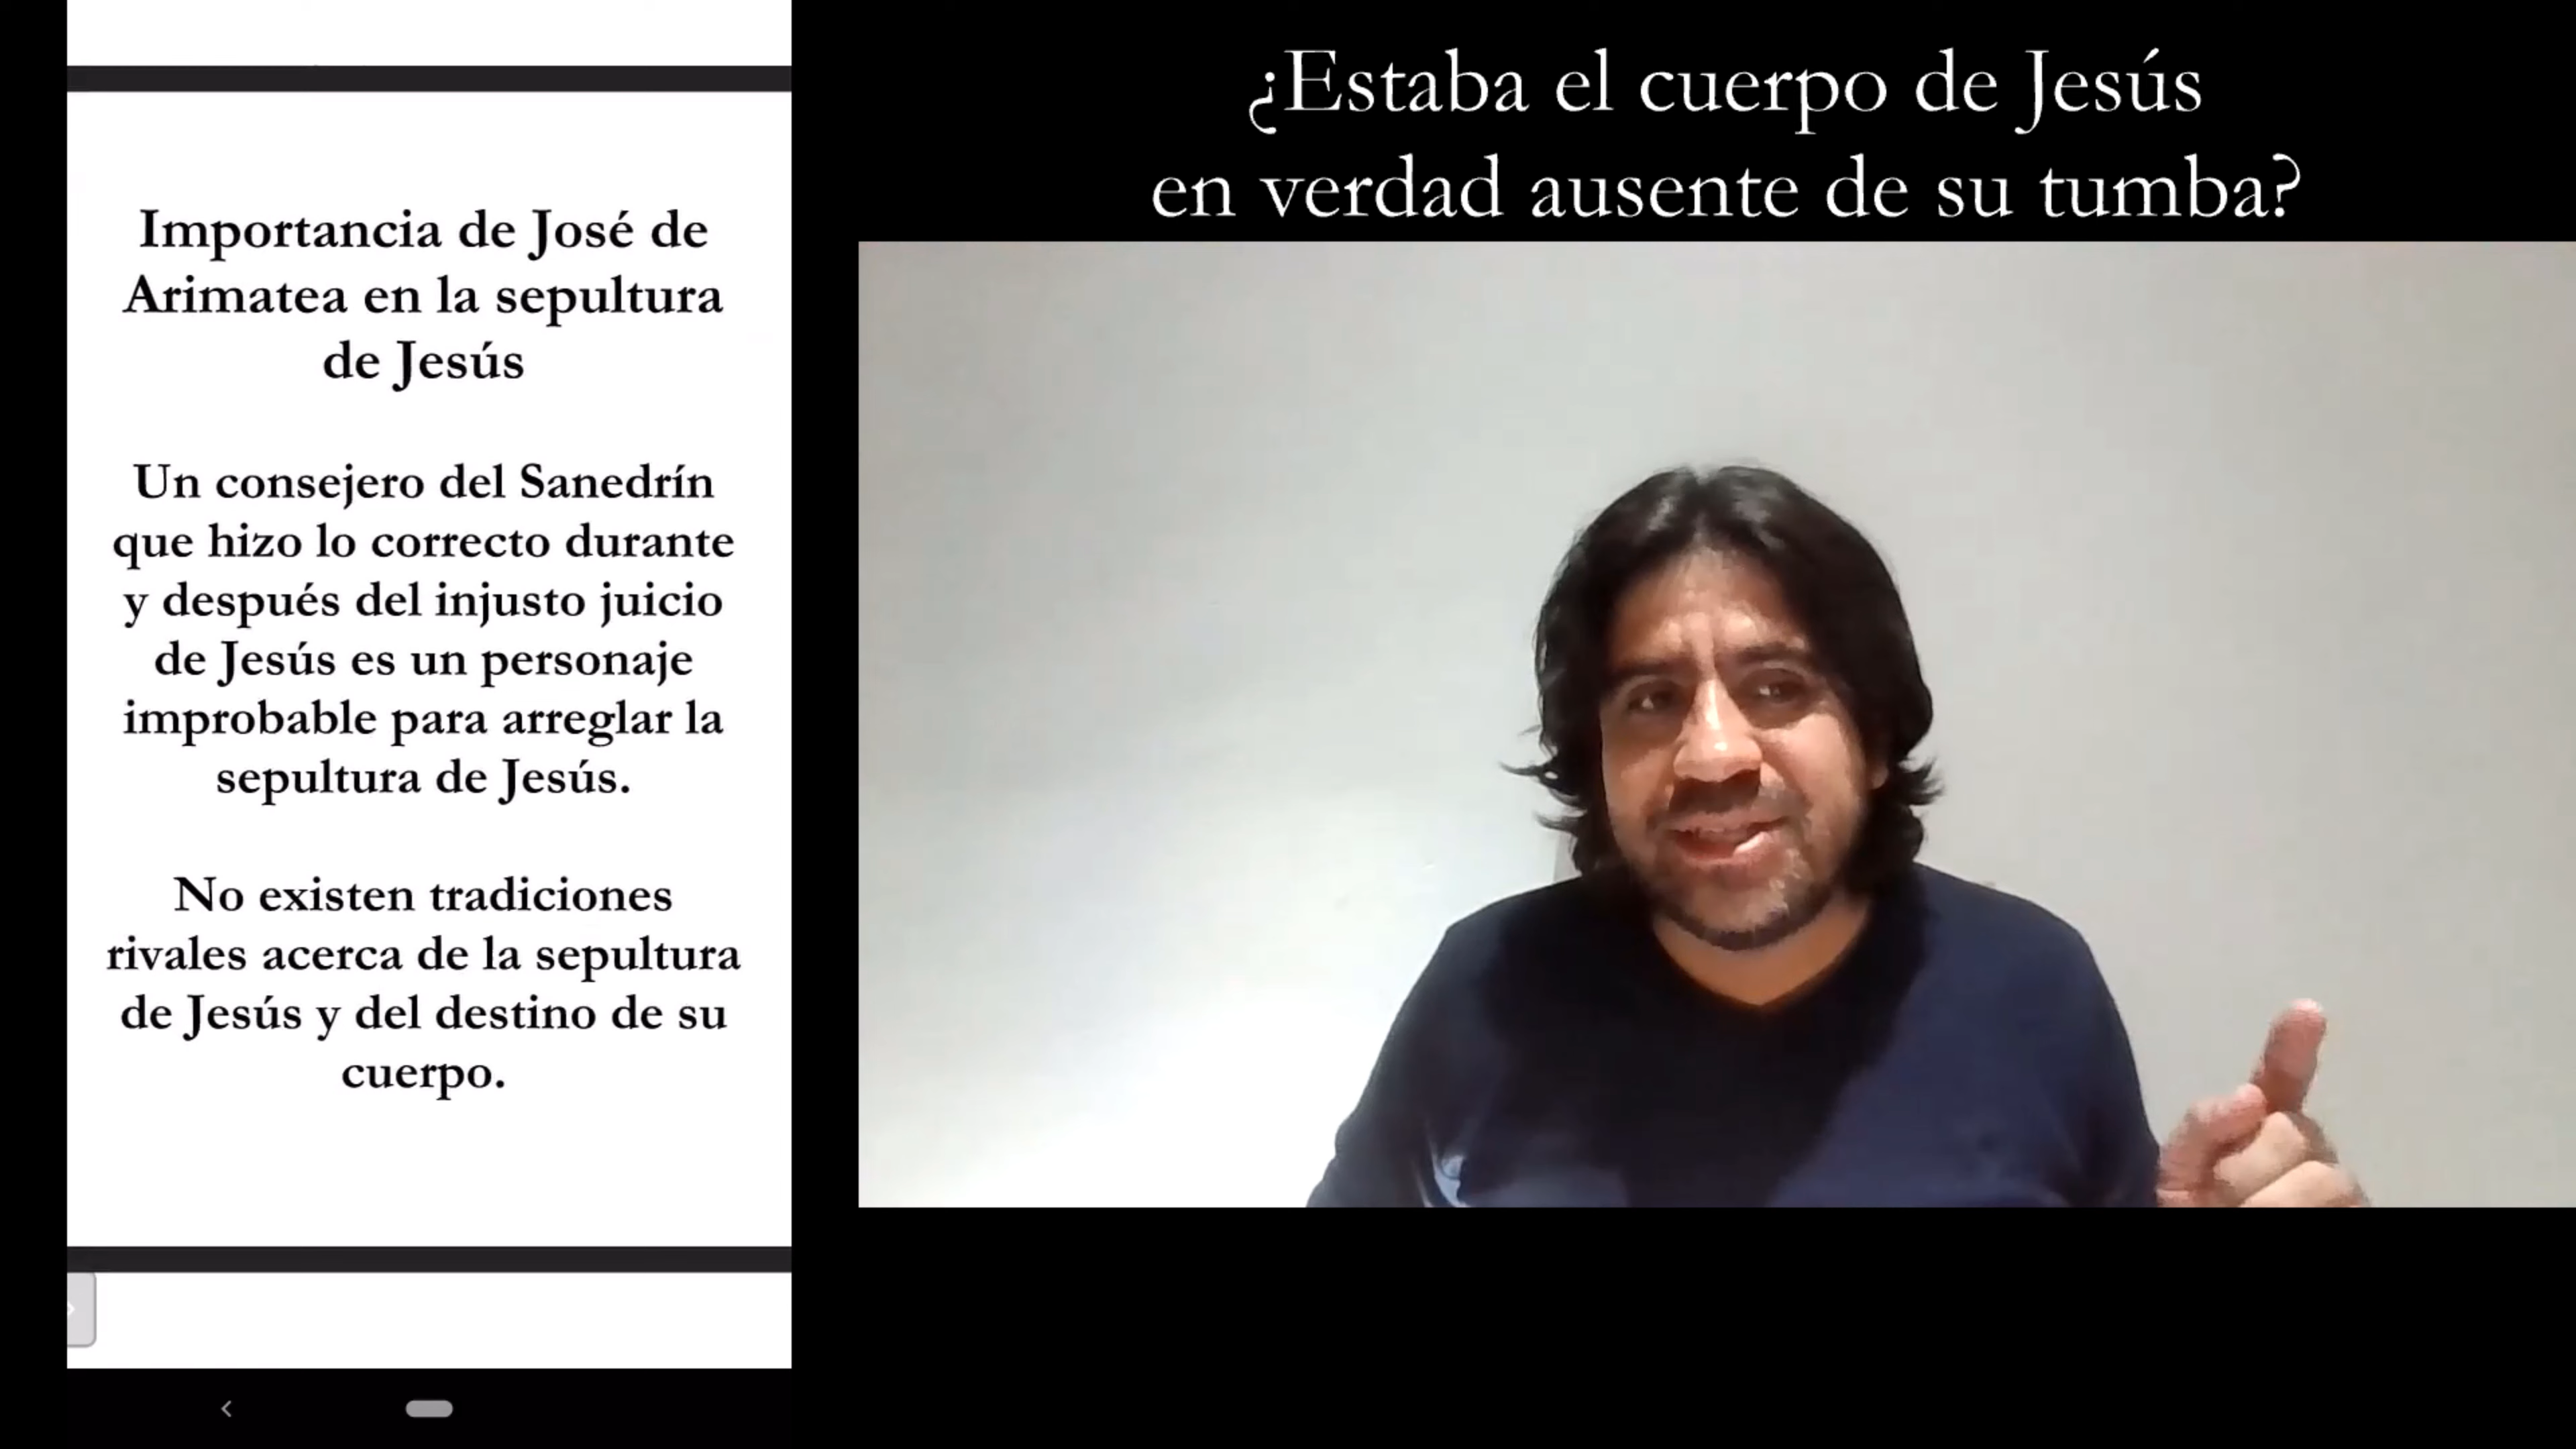 ¿Estaba el cuerpo de Jesús
en verdad ausente de su tumba?
Importancia de José de
Arimatea en la sepultura
de Jesús
Un consejero del Sanedrín
que hizo lo correcto durante
y después del injusto juicio
de Jesús es un personaje
improbable para arreglar la
sepultura de Jesús.
No existen tradiciones
rivales acerca de la sepultura
de Jesús y del destino de su
cuerpo.